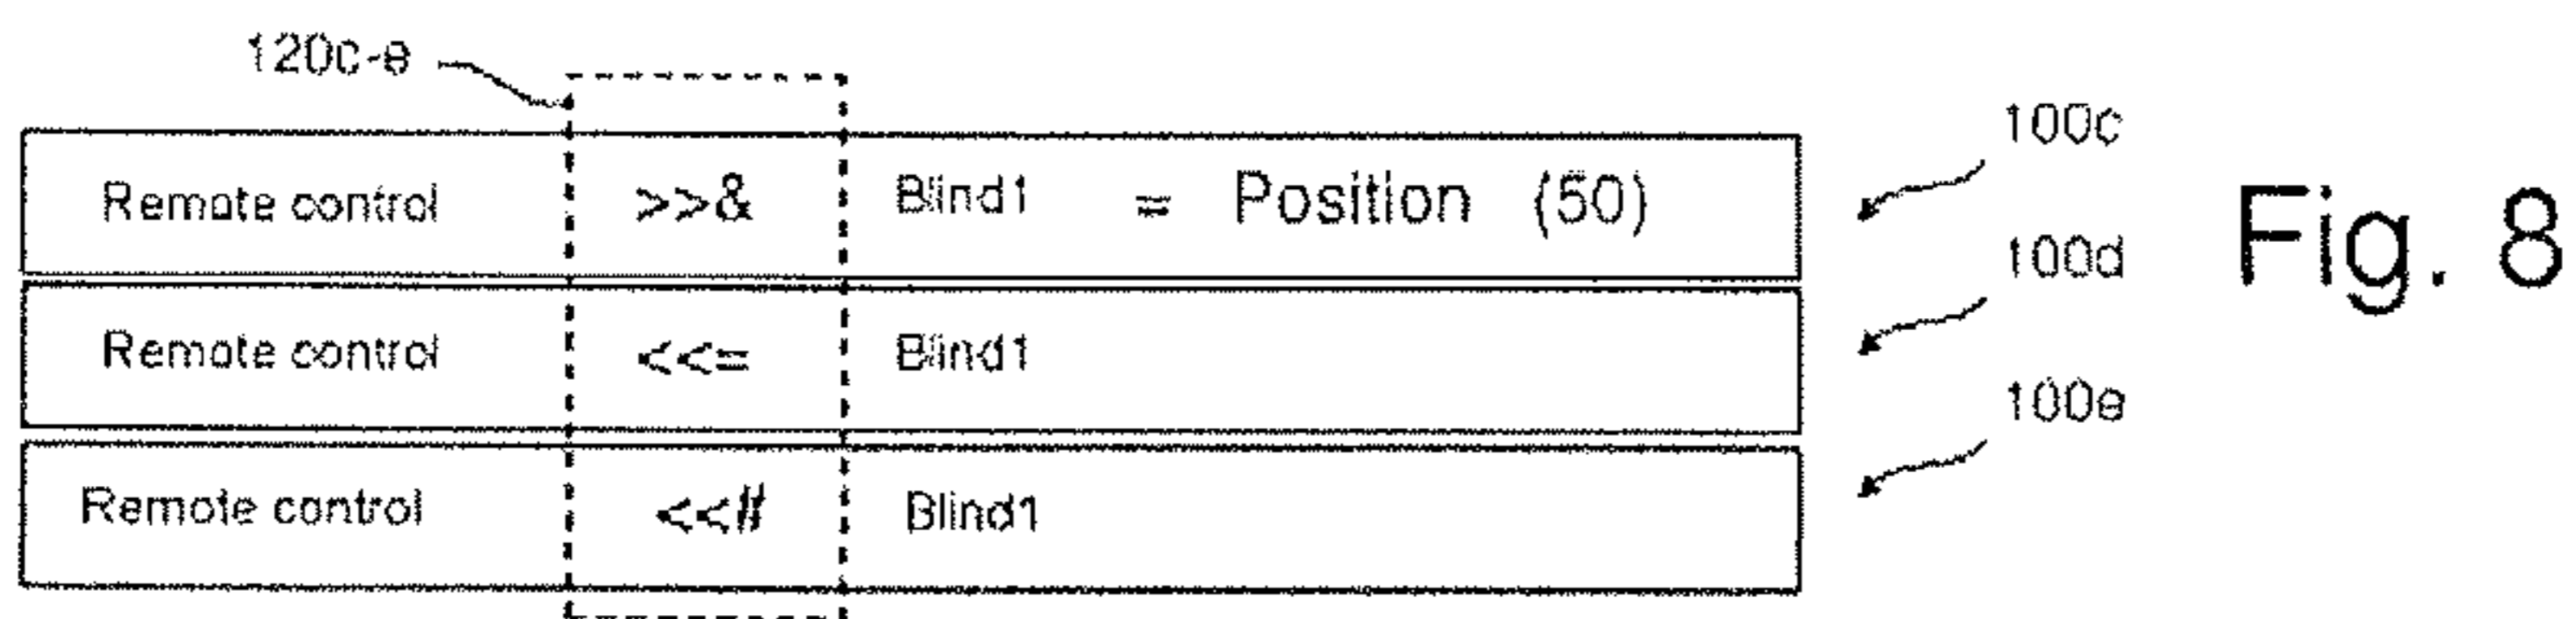 120c-e
100c
Remote control >>& Blind1 = Position (50)
Fig. 8
100d
Remote control <<= Blind1
100e
Remote control <<# Blind1